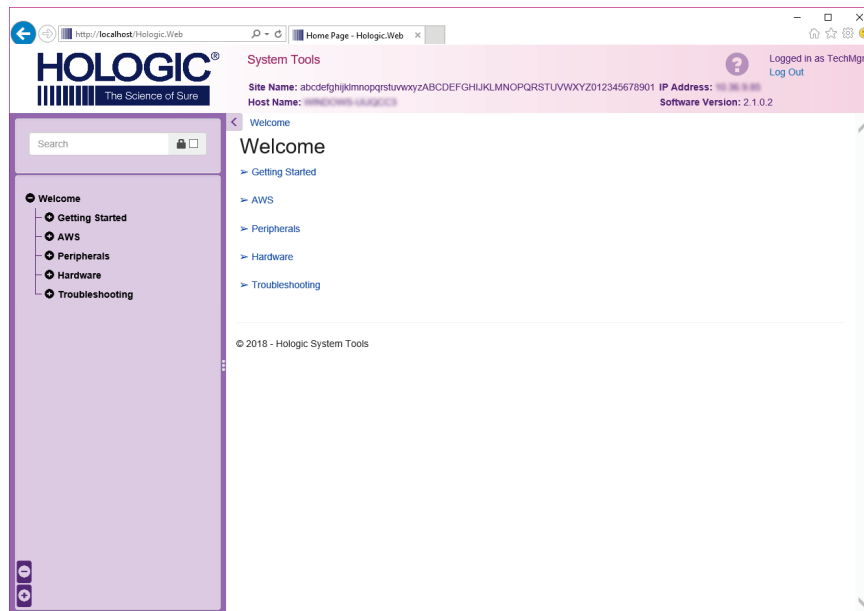 http://localhost/Hologic.Web
Home Page - Hologic.Web ×
HOLOGIC®
The Science of Sure
System Tools
Logged in as TechMgr
Log Out
Site Name: abcdefghijklmnopqrstuvwxyzABCDEFGHIJKLMNOPQRSTUVWXYZ012345678901 IP Address:
Host Name: Software Version: 2.1.0.2
Search
Welcome
Getting Started
AWS
Peripherals
Hardware
Troubleshooting
Welcome
Welcome
➢ Getting Started
➢ AWS
➢ Peripherals
➢ Hardware
➢ Troubleshooting
© 2018 - Hologic System Tools